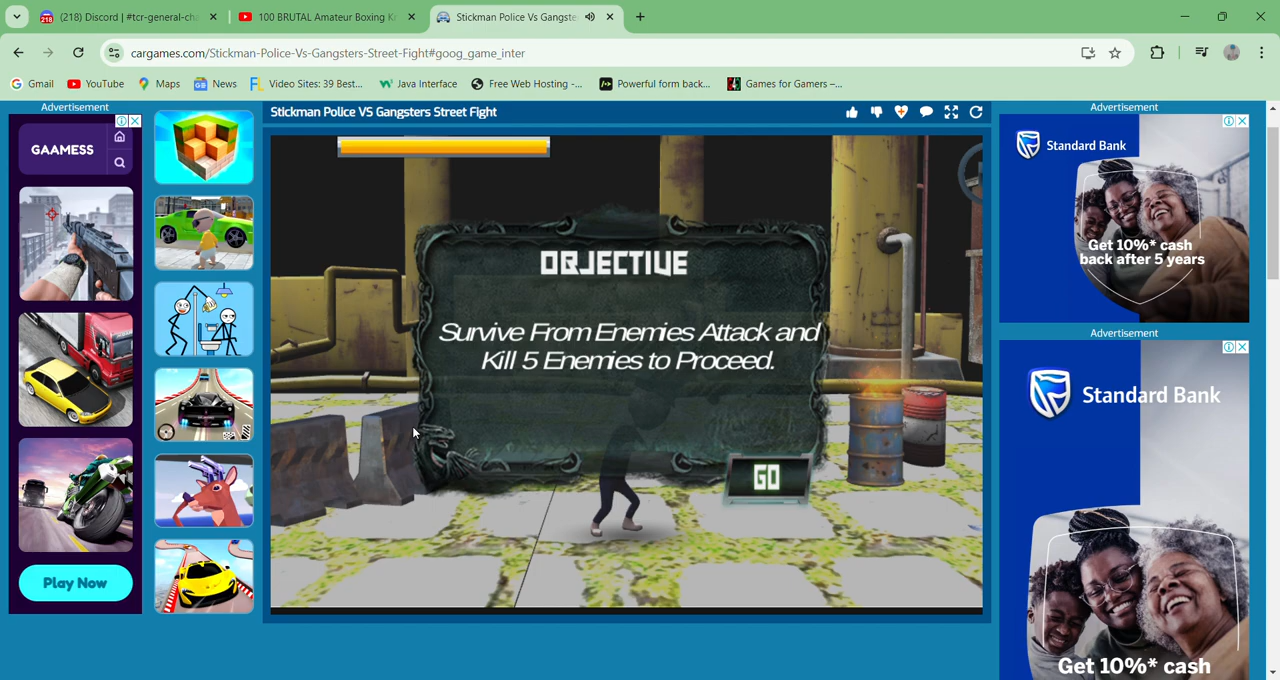 218
(218) Discord | #tcr-general-cha
100 BRUTAL Amateur Boxing K
Stickman Police Vs Gangste
cargames.com/Stickman-Police-Vs-Gangsters-Street-Fight#goog_game_inter
Gmail
YouTube
Maps
News
Video Sites: 39 Best...
Java Interface
Free Web Hosting -...
Powerful form back...
Games for Gamers –...
Advertisement
GAAMESS
Play Now
Stickman Police VS Gangsters Street Fight
OBJECTIVE
Survive From Enemies Attack and
Kill 5 Enemies to Proceed.
GO
Advertisement
Standard Bank
Get 10%* cash
back after 5 years
Advertisement
Standard Bank
Get 10%* cash